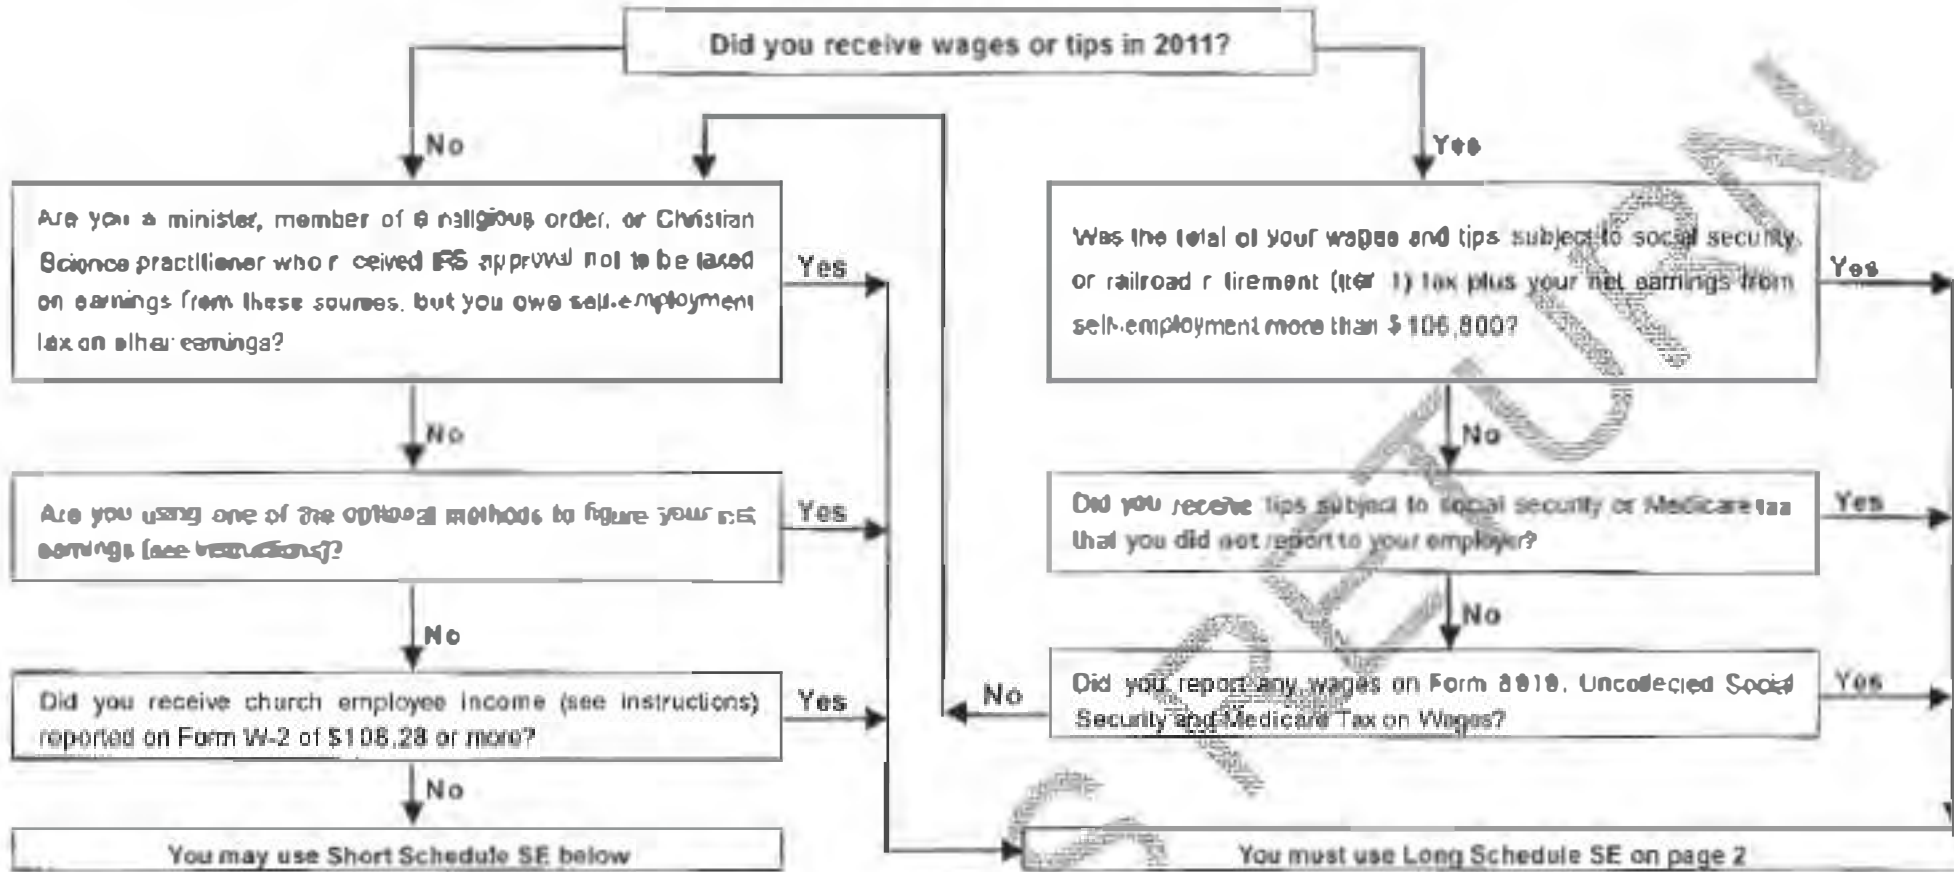 Did you receive wages or tips in 2011?
No
Yes
Are you a minister, member of a religious order, or Christian
Science practitioner who r ceived IRS approval not to be taxed
on earnings from these sources, but you owe self-employment
tax on other earnings?
Yes
Was the total of your wages and tips subject to social security
or railroad r tirement (tier 1) tax plus your net earnings from
self-employment more than $106,800?
Yes
No
No
Are you using one of the optional methods to figure your net
earnings (see instructions)?
Yes
Did you receive tips subject to social security or Medicare tax
that you did not report to your employer?
Yes
No
No
Did you receive church employee income (see instructions)
reported on Form W-2 of $108.28 or more?
Yes
No
Did you report any wages on Form 8919, Uncollected Social
Security and Medicare Tax on Wages?
Yes
No
You may use Short Schedule SE below
You must use Long Schedule SE on page 2
RETURN